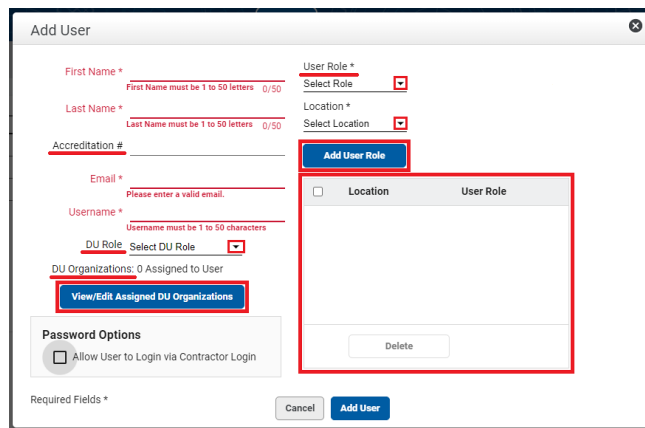 Add User
First Name *
First Name must be 1 to 50 letters 0/50
Last Name *
Last Name must be 1 to 50 letters 0/50
Accreditation #
Email *
Please enter a valid email.
Username *
Username must be 1 to 50 characters
DU Role Select DU Role
DU Organizations: 0 Assigned to User
View/Edit Assigned DU Organizations
Password Options
Allow User to Login via Contractor Login
User Role *
Select Role
Location *
Select Location
Add User Role
Location User Role
Delete
Required Fields *
Cancel Add User